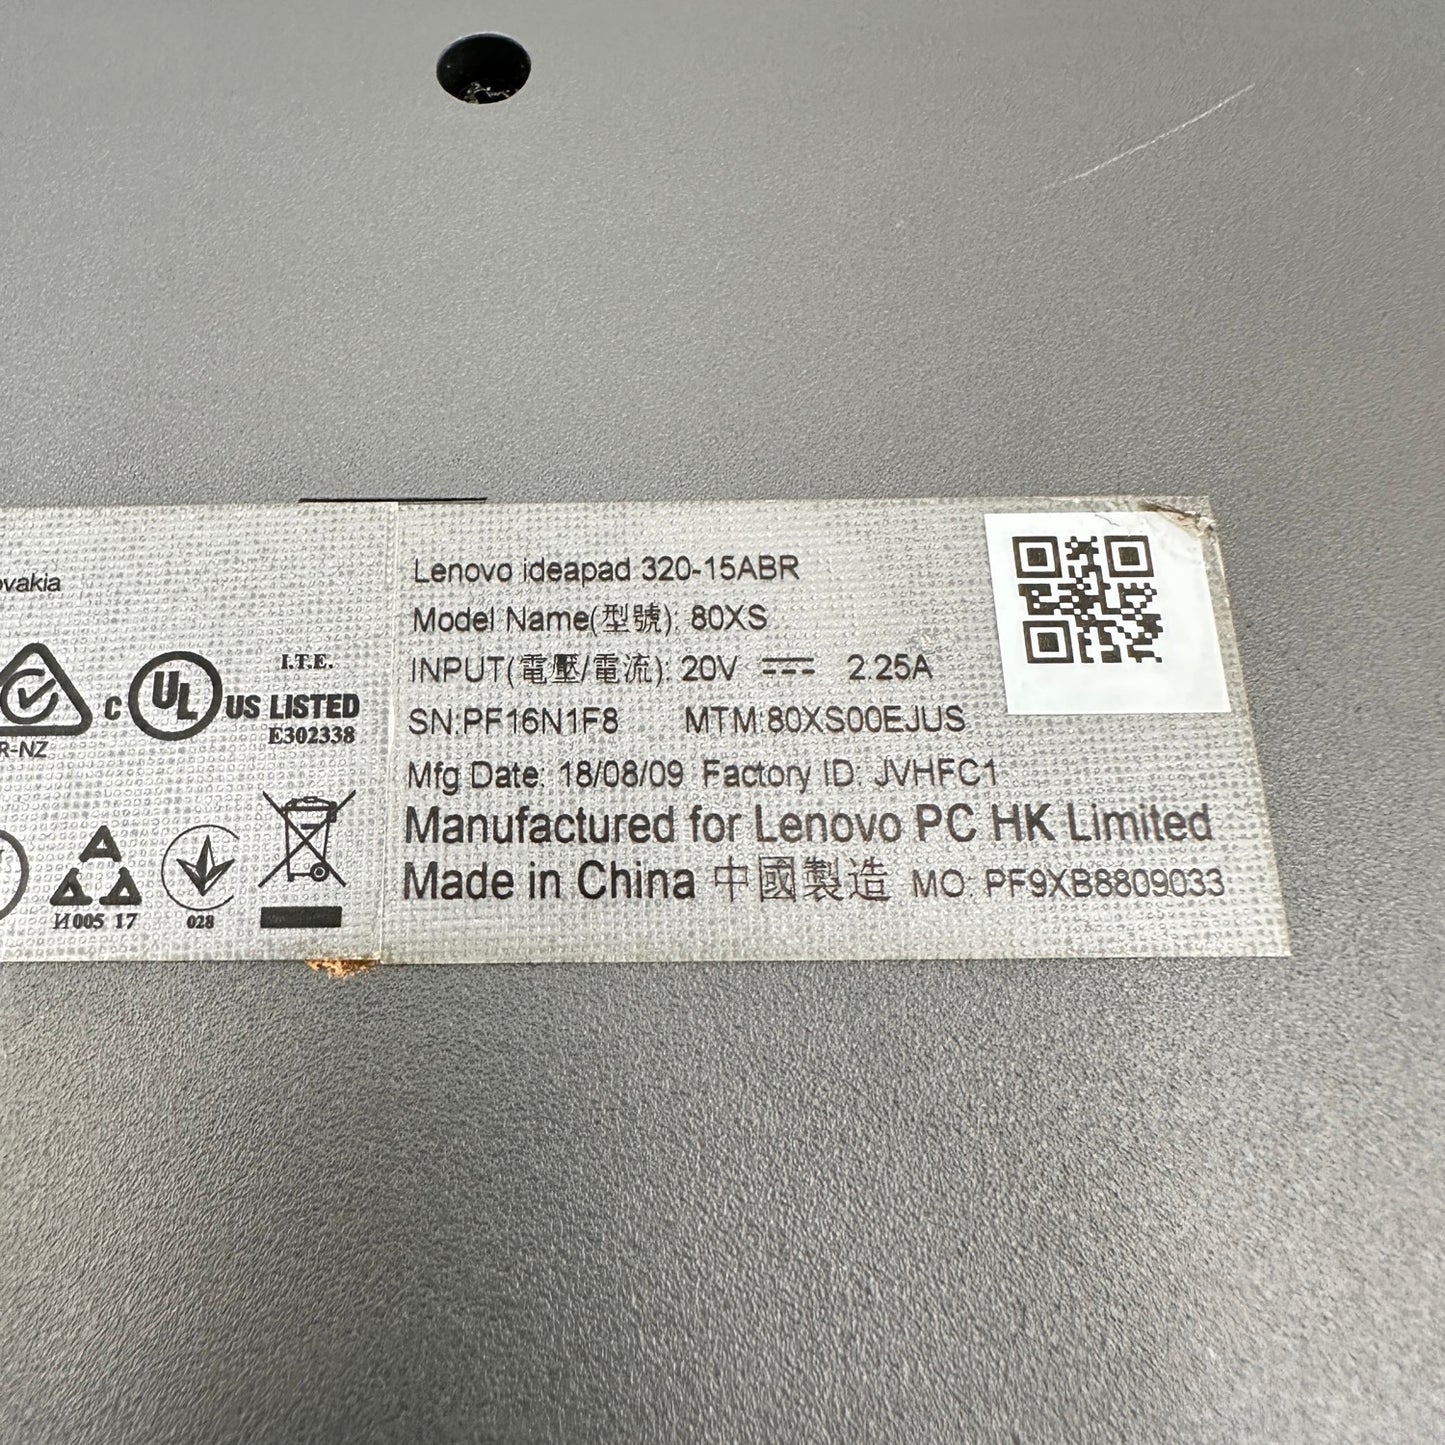 ovakia
I.T.E.
C UL US LISTED
E302338
R-NZ
И005 17
028
Lenovo ideapad 320-15ABR
Model Name(型號): 80XS
INPUT(電壓/電流): 20V ⎓ 2.25A
SN:PF16N1F8 MTM:80XS00EJUS
Mfg Date: 18/08/09 Factory ID: JVHFC1
Manufactured for Lenovo PC HK Limited
Made in China 中國製造 MO: PF9XB8809033